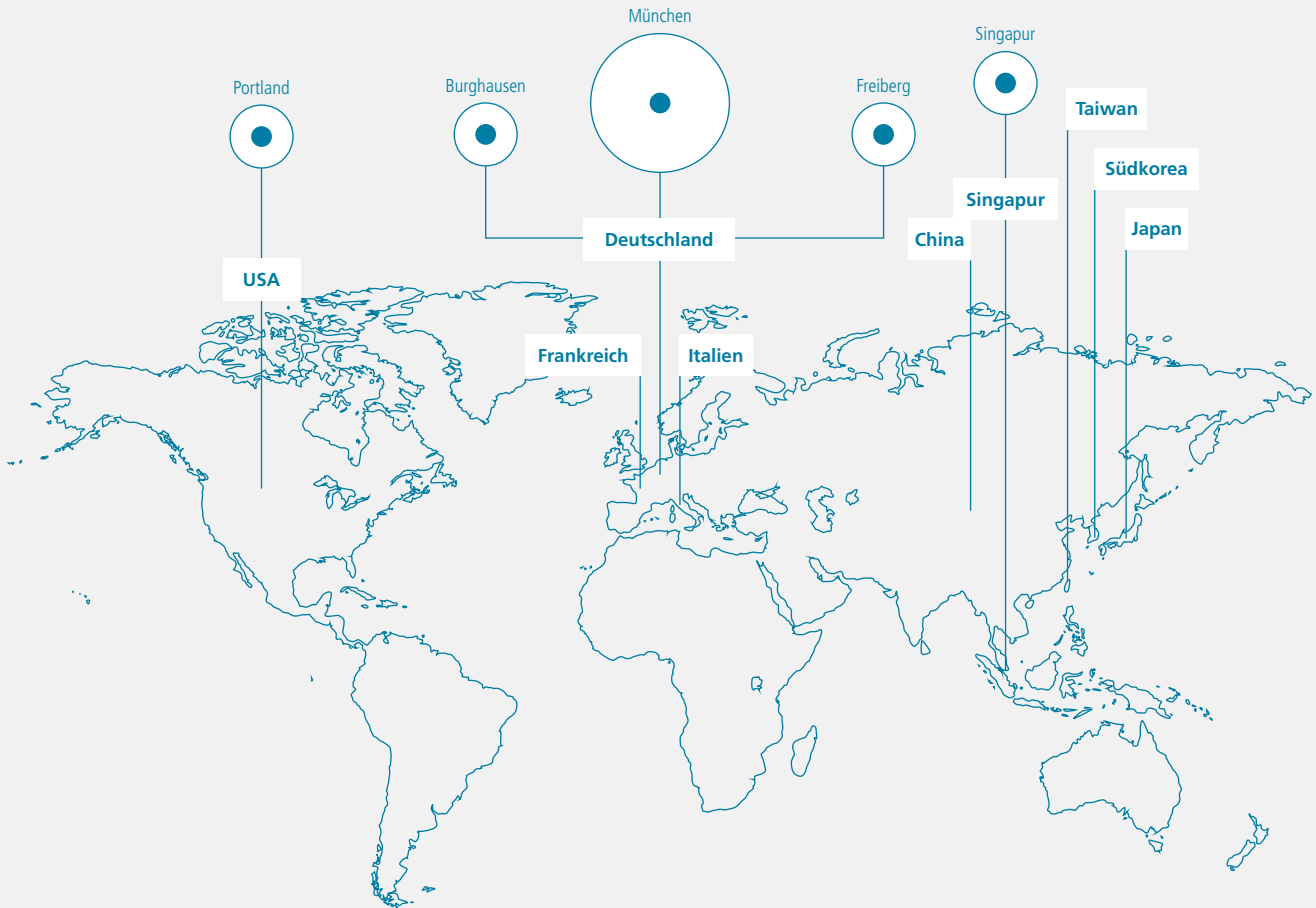 München
Singapur
Portland
Burghausen
Freiberg
Taiwan
Südkorea
Singapur
Japan
Deutschland
China
USA
Frankreich
Italien